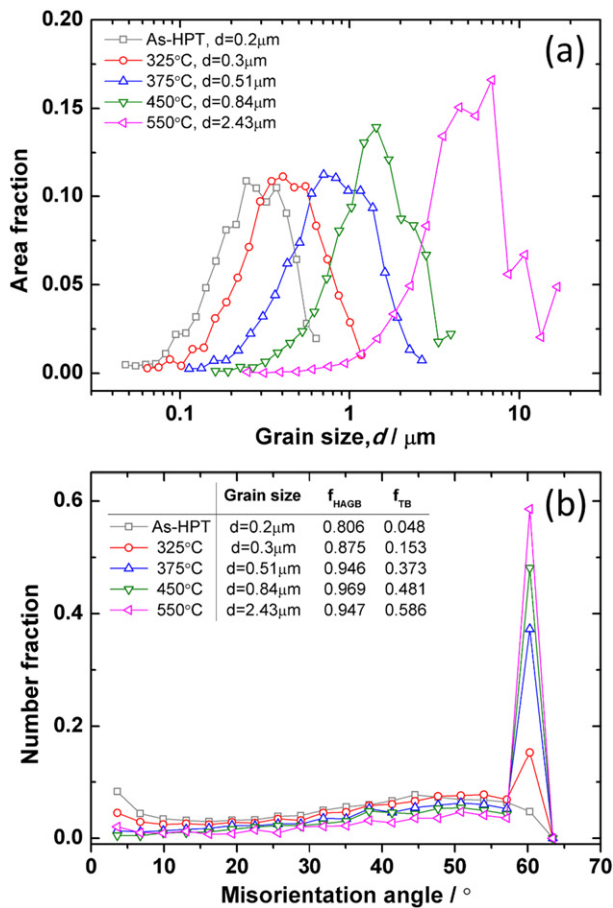 (a)
As-HPT, d=0.2μm
325°C, d=0.3μm
375°C, d=0.51μm
450°C, d=0.84μm
550°C, d=2.43μm
Area fraction
0.20
0.15
0.10
0.05
0.00
0.1 1 10
Grain size, d / μm
(b)
Grain size f_HAGB f_TB
As-HPT d=0.2μm 0.806 0.048
325°C d=0.3μm 0.875 0.153
375°C d=0.51μm 0.946 0.373
450°C d=0.84μm 0.969 0.481
550°C d=2.43μm 0.947 0.586
Number fraction
0.6
0.4
0.2
0.0
0 10 20 30 40 50 60 70
Misorientation angle / °